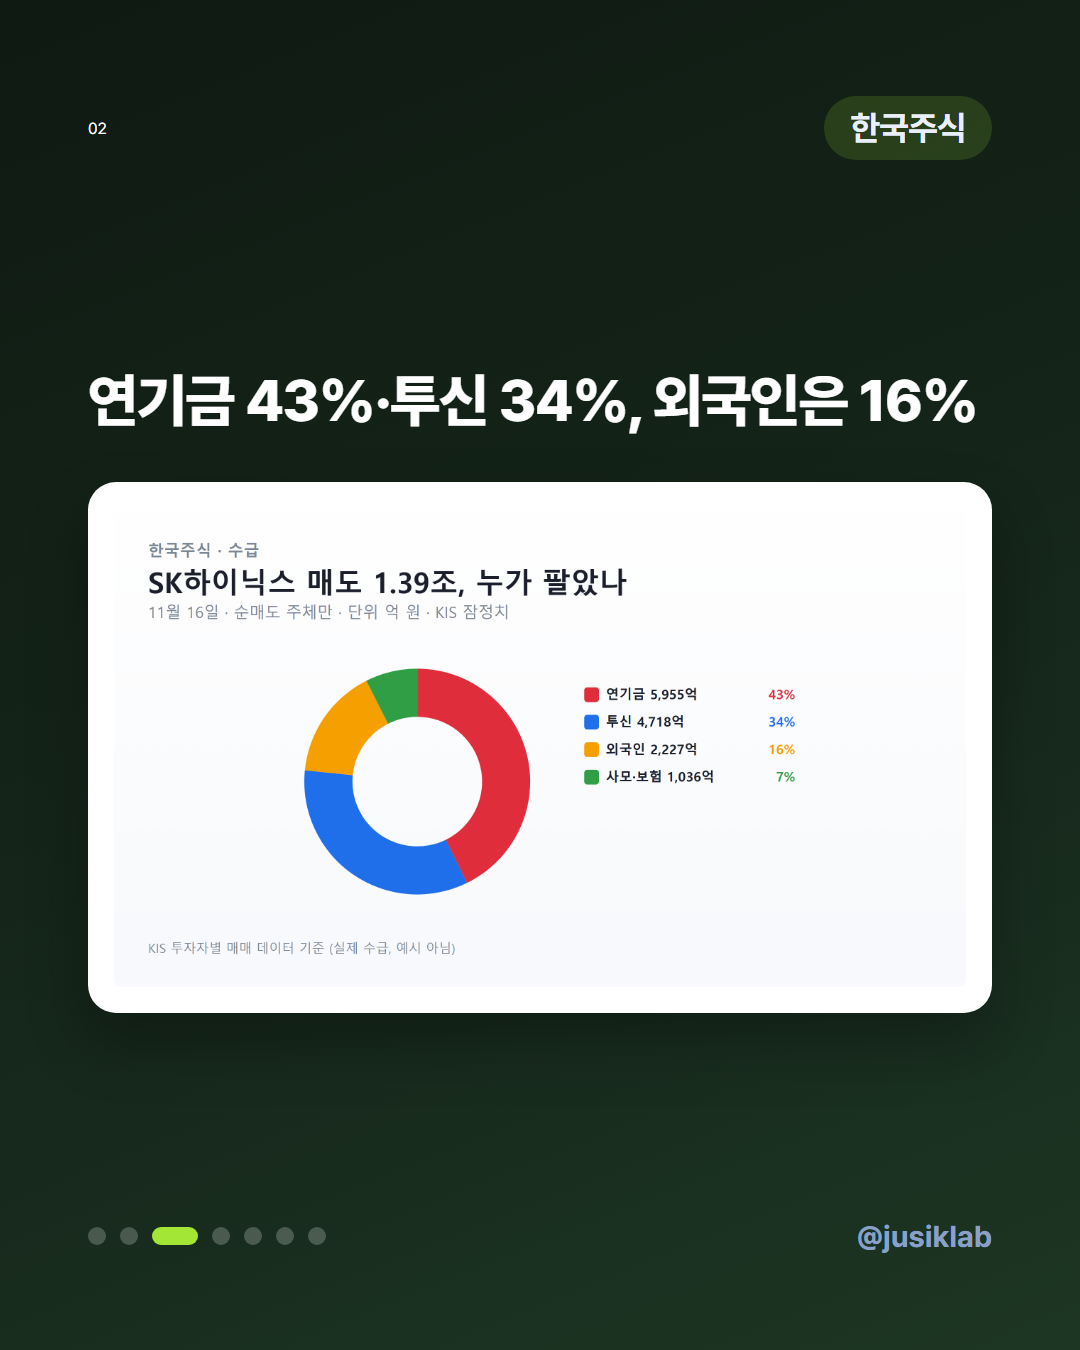 02
한국주식
연기금 43%·투신 34%, 외국인은 16%
한국주식 · 수급
SK하이닉스 매도 1.39조, 누가 팔았나
11월 16일 · 순매도 주체만 · 단위 억 원 · KIS 잠정치
연기금 5,955억 43%
투신 4,718억 34%
외국인 2,227억 16%
사모·보험 1,036억 7%
KIS 투자자별 매매 데이터 기준 (실제 수급, 예시 아님)
@jusiklab